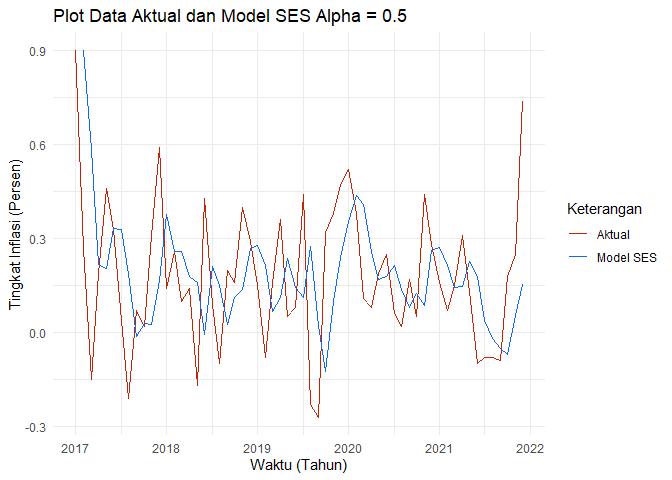 Plot Data Aktual dan Model SES Alpha = 0.5
0.9
0.6
0.3
0.0
-0.3
Tingkat Inflasi (Persen)
2017 2018 2019 2020 2021 2022
Waktu (Tahun)
Keterangan
Aktual
Model SES